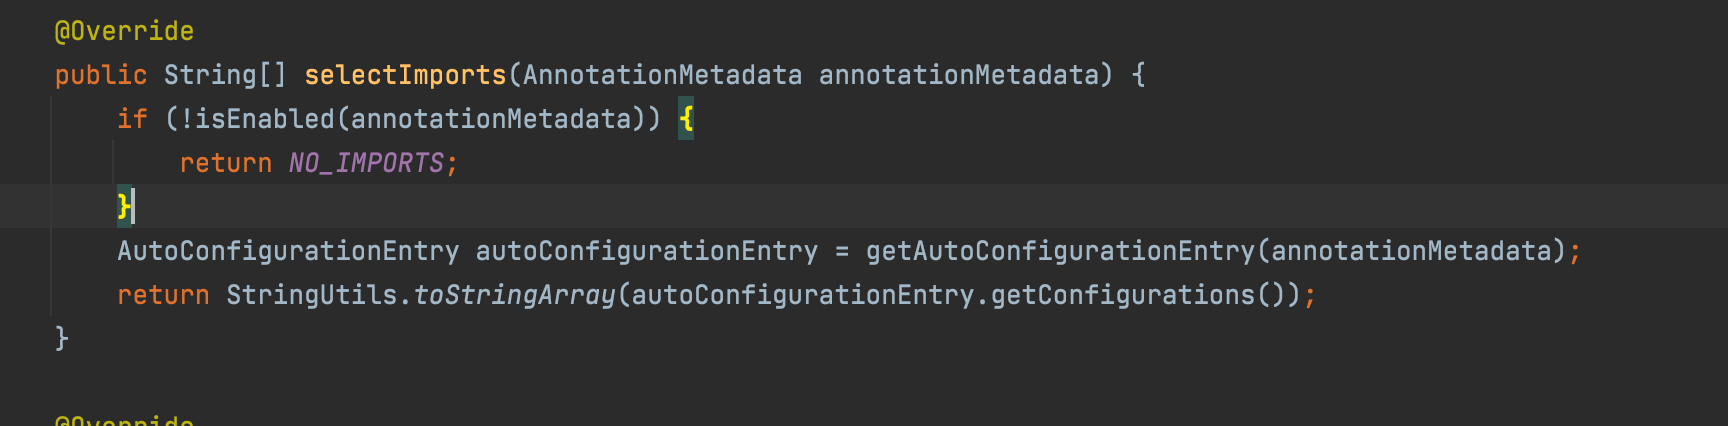 @Override
public String[] selectImports(AnnotationMetadata annotationMetadata) {
if (!isEnabled(annotationMetadata)) {
return NO_IMPORTS;
}
AutoConfigurationEntry autoConfigurationEntry = getAutoConfigurationEntry(annotationMetadata);
return StringUtils.toStringArray(autoConfigurationEntry.getConfigurations());
}
@Override